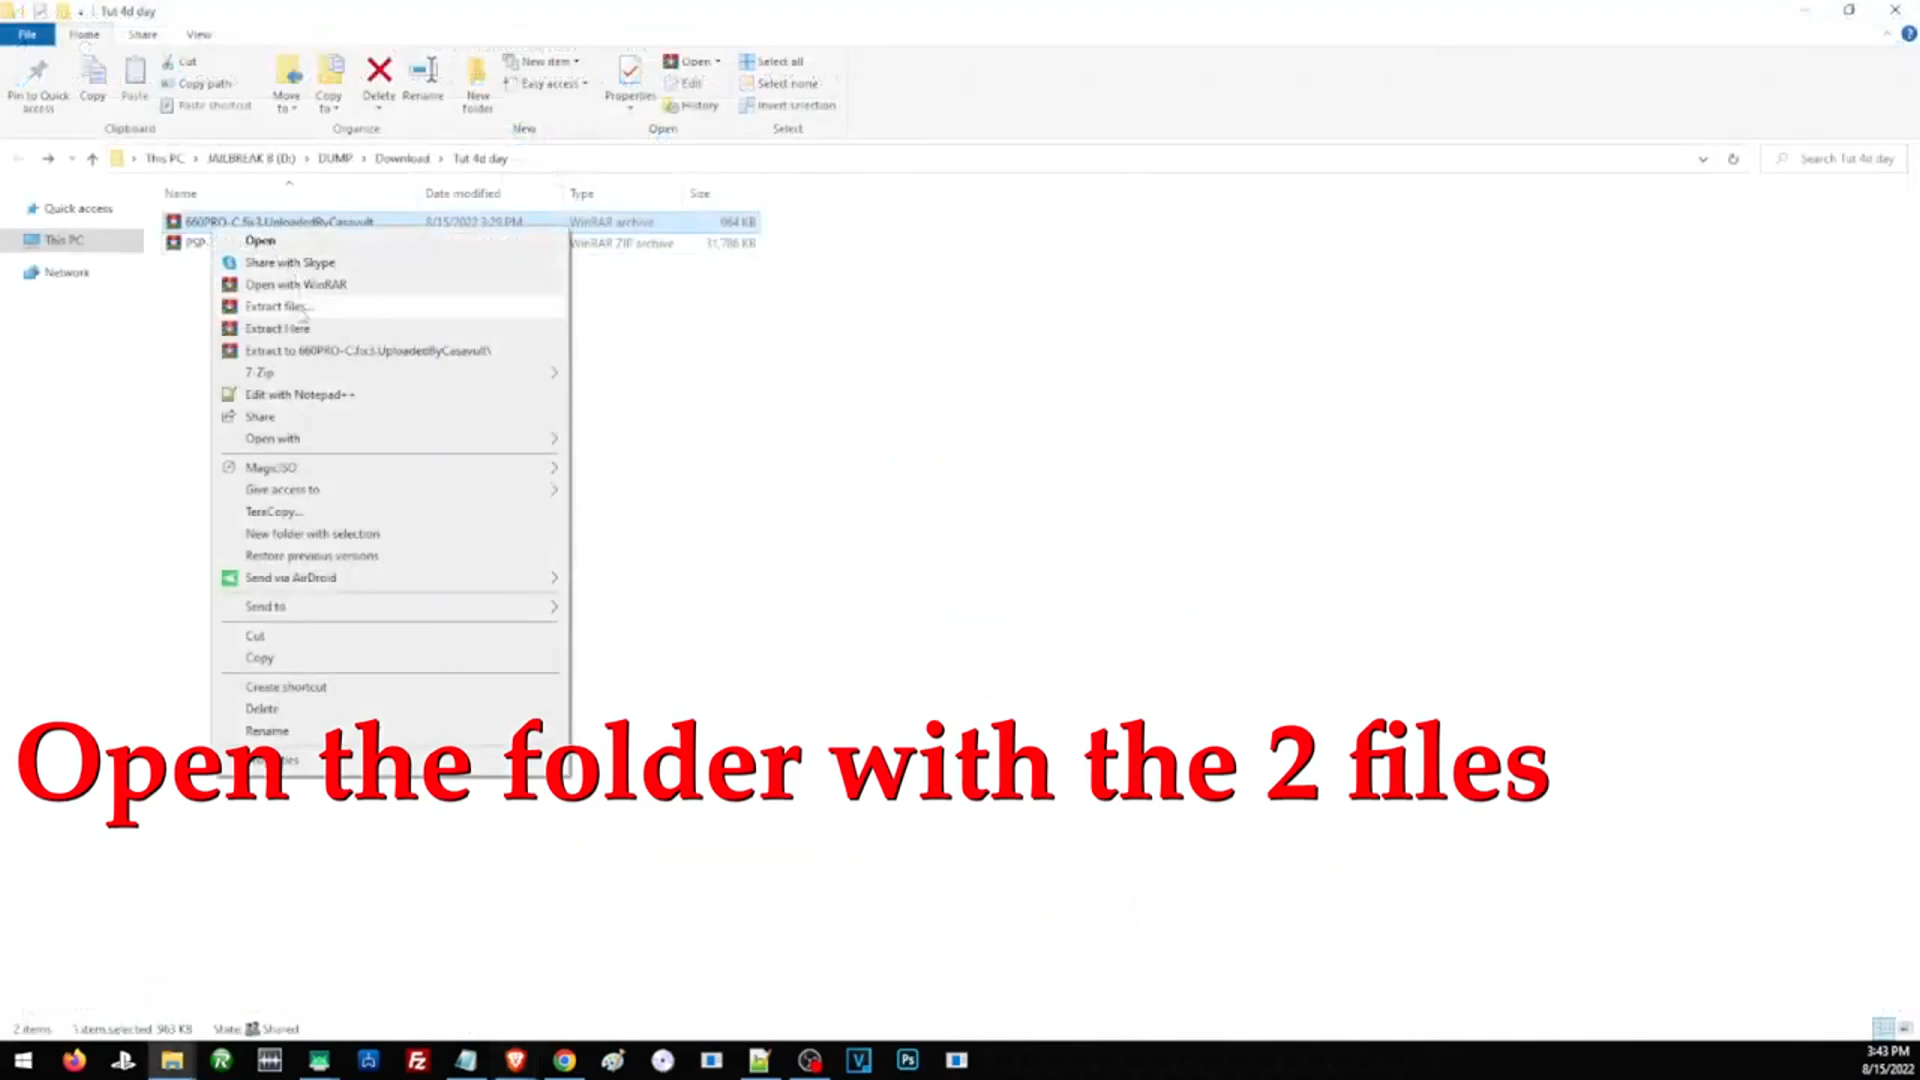 Tut 4d day
File Home Share View
Pin to Quick access
Copy
Paste
Cut
Copy path
Paste shortcut
Clipboard
Move to
Copy to
Delete
Rename
Organize
New folder
New item
Easy access
New
Properties
Open
Edit
History
Open
Select all
Select none
Invert selection
Select
This PC › JAILBREAK 8 (D:) › DUMP › Download › Tut 4d day
Search Tut 4d day
Name Date modified Type Size
Quick access
This PC
Network
660PRO-C.fix3.UploadedByCasavult 8/15/2022 3:29 PM WinRAR archive 964 KB
PSP WinRAR ZIP archive 31,786 KB
Open
Share with Skype
Open with WinRAR
Extract files...
Extract Here
Extract to 660PRO-C.fix3.UploadedByCasavult\
7-Zip
Edit with Notepad++
Share
Open with
MagicISO
Give access to
TeraCopy...
New folder with selection
Restore previous versions
Send via AirDroid
Send to
Cut
Copy
Create shortcut
Delete
Rename
Open the folder with the 2 files
2 items 1 item selected 963 KB State: Shared
3:43 PM
8/15/2022